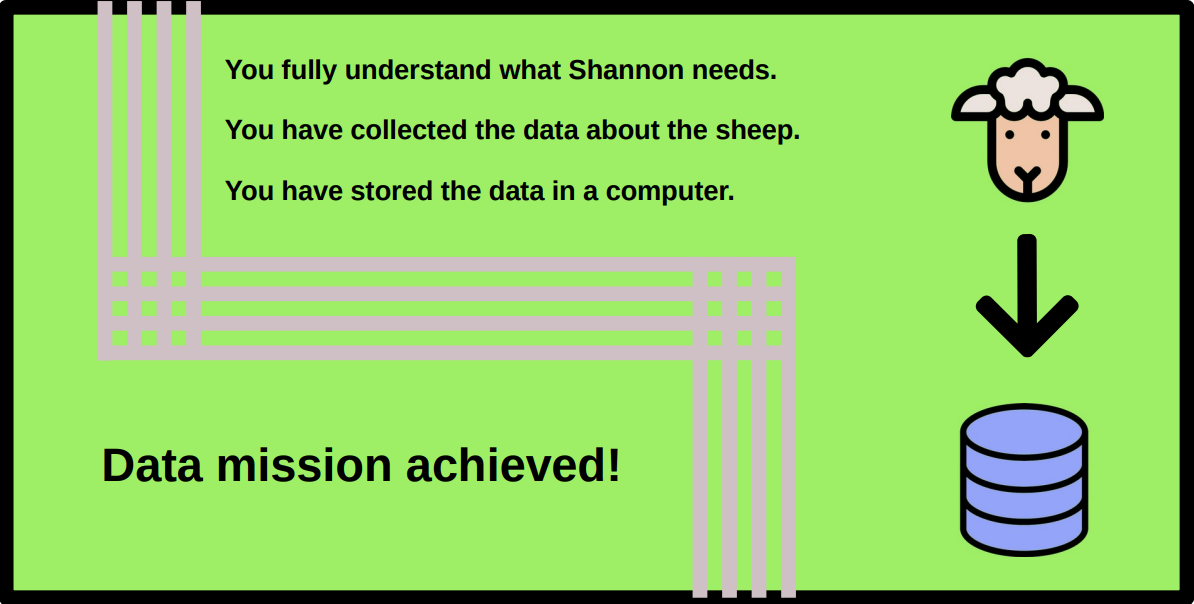 You fully understand what Shannon needs.
You have collected the data about the sheep.
You have stored the data in a computer.
Data mission achieved!